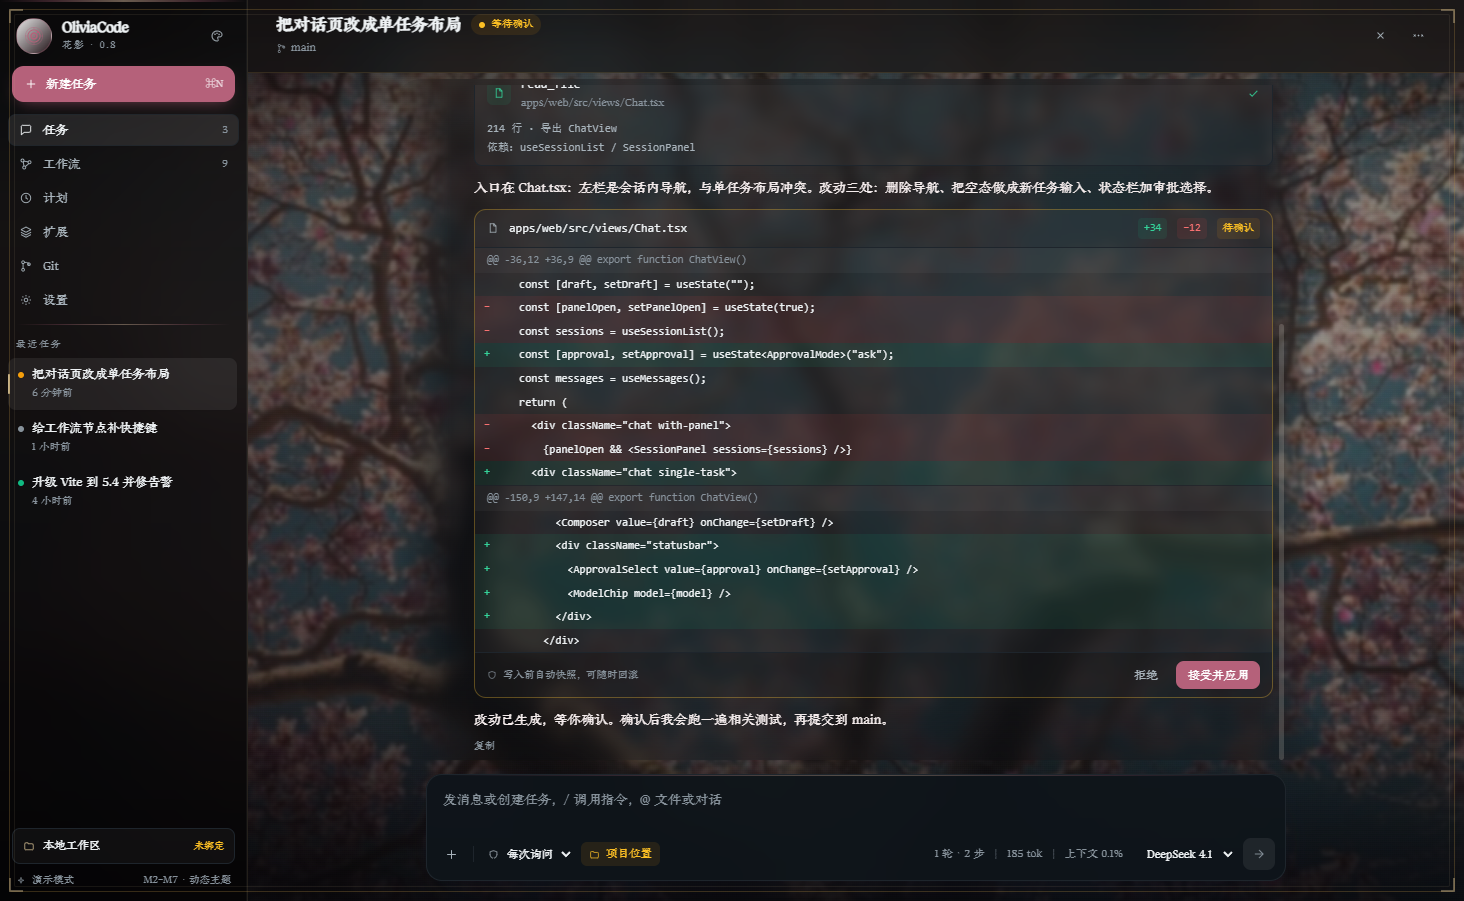 OliviaCode
花影 · 0.8
+ 新建任务 ⌘N
任务 3
工作流 9
计划
扩展
Git
设置
最近任务
把对话页改成单任务布局
6 分钟前
给工作流节点补快捷键
1 小时前
升级 Vite 到 5.4 并修告警
4 小时前
本地工作区 未绑定
演示模式 M2–M7 · 动态主题
把对话页改成单任务布局 等待确认
main
read_file
apps/web/src/views/Chat.tsx
214 行 · 导出 ChatView
依赖: useSessionList / SessionPanel
入口在 Chat.tsx：左栏是会话内导航，与单任务布局冲突。改动三处：删除导航、把空态做成新任务输入、状态栏加审批选择。
apps/web/src/views/Chat.tsx +34 −12 待确认
@@ -36,12 +36,9 @@ export function ChatView()
const [draft, setDraft] = useState("");
− const [panelOpen, setPanelOpen] = useState(true);
− const sessions = useSessionList();
+ const [approval, setApproval] = useState<ApprovalMode>("ask");
const messages = useMessages();
return (
− <div className="chat with-panel">
− {panelOpen && <SessionPanel sessions={sessions} />}
+ <div className="chat single-task">
@@ -150,9 +147,14 @@ export function ChatView()
<Composer value={draft} onChange={setDraft} />
+ <div className="statusbar">
+ <ApprovalSelect value={approval} onChange={setApproval} />
+ <ModelChip model={model} />
+ </div>
</div>
写入前自动快照，可随时回滚 拒绝 接受并应用
改动已生成，等你确认。确认后我会跑一遍相关测试，再提交到 main。
复制
发消息或创建任务，/ 调用指令，@ 文件或对话
+ 每次询问 项目位置 1 轮 · 2 步 | 185 tok | 上下文 0.1% DeepSeek 4.1